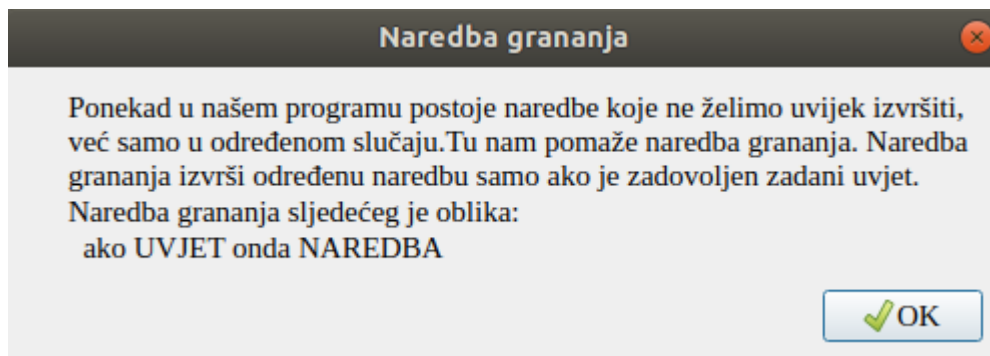 Naredba grananja
Ponekad u našem programu postoje naredbe koje ne želimo uvijek izvršiti,
već samo u određenom slučaju.Tu nam pomaže naredba grananja. Naredba
grananja izvrši određenu naredbu samo ako je zadovoljen zadani uvjet.
Naredba grananja sljedećeg je oblika:
ako UVJET onda NAREDBA
OK